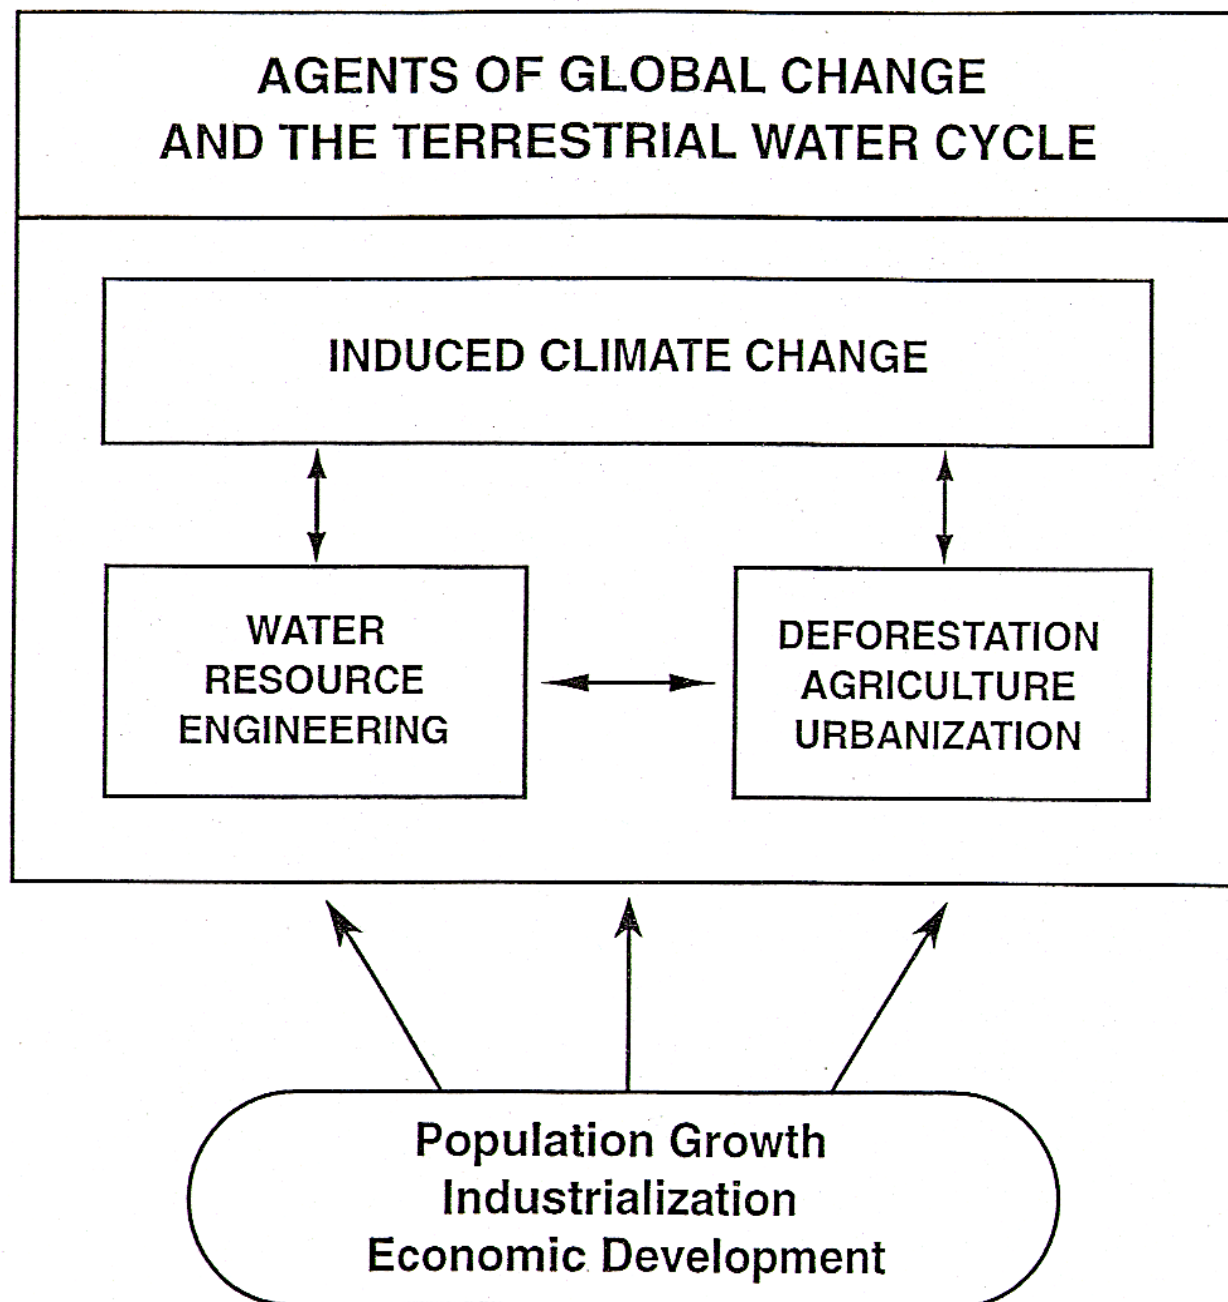 AGENTS OF GLOBAL CHANGE
AND THE TERRESTRIAL WATER CYCLE
INDUCED CLIMATE CHANGE
WATER
RESOURCE
ENGINEERING
DEFORESTATION
AGRICULTURE
URBANIZATION
Population Growth
Industrialization
Economic Development